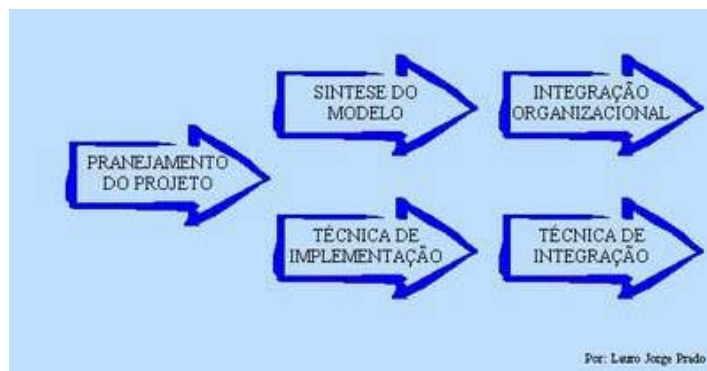 PRANEJAMENTO
DO PROJETO
SINTESE DO
MODELO
INTEGRAÇÃO
ORGANIZACIONAL
TÉCNICA DE
IMPLEMENTAÇÃO
TÉCNICA DE
INTEGRAÇÃO
Por: Lauro Jorge Prado